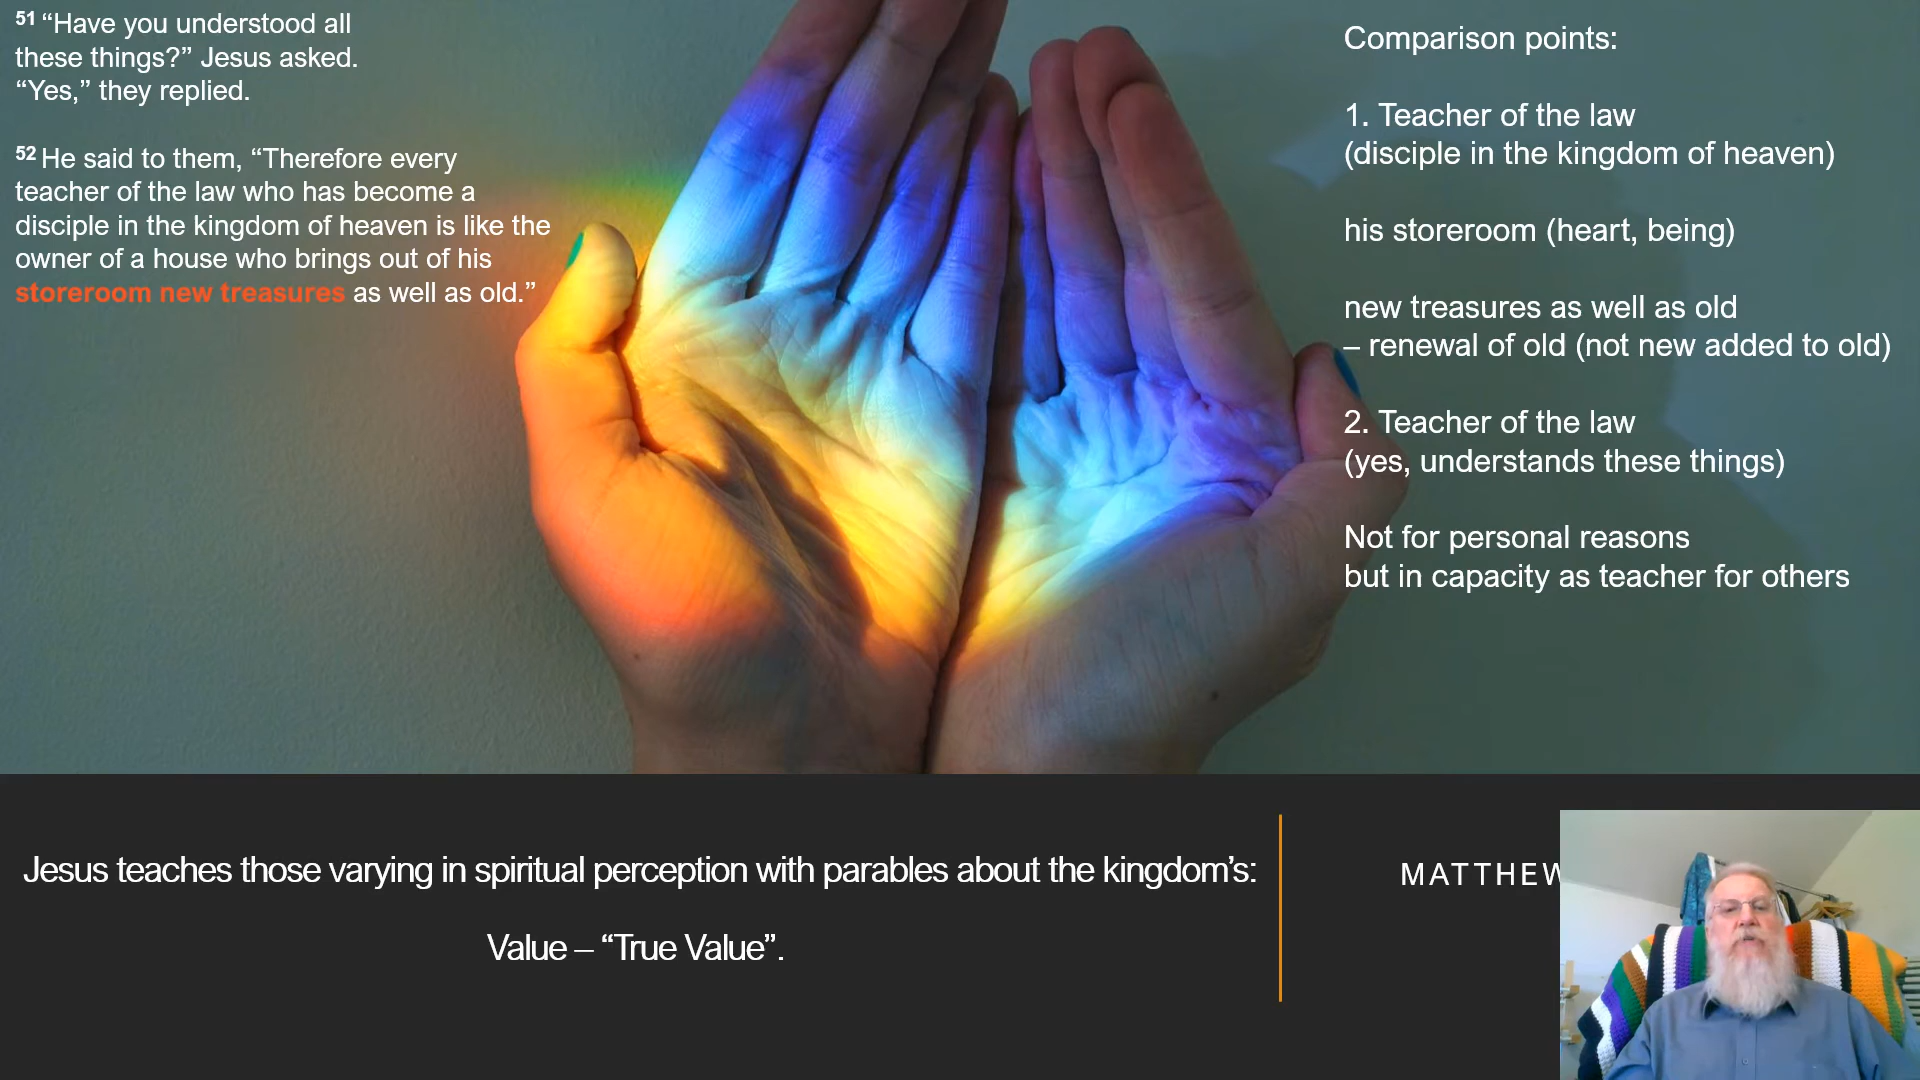 51 “Have you understood all
these things?” Jesus asked.
“Yes,” they replied.
52 He said to them, “Therefore every
teacher of the law who has become a
disciple in the kingdom of heaven is like the
owner of a house who brings out of his
storeroom new treasures as well as old.”
Comparison points:
1. Teacher of the law
(disciple in the kingdom of heaven)
his storeroom (heart, being)
new treasures as well as old
– renewal of old (not new added to old)
2. Teacher of the law
(yes, understands these things)
Not for personal reasons
but in capacity as teacher for others
Jesus teaches those varying in spiritual perception with parables about the kingdom’s:
Value – “True Value”.
MATTHEW